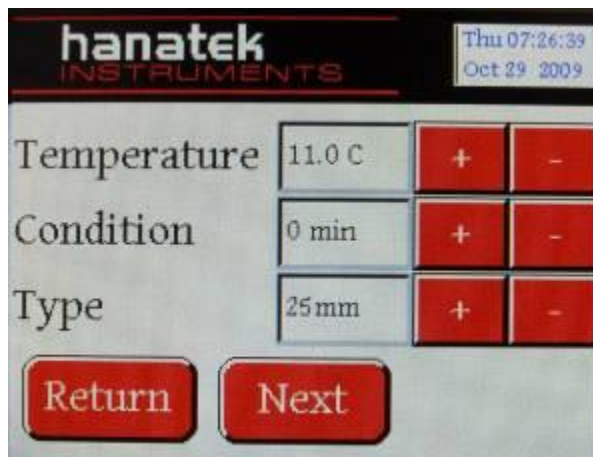 hanatek
INSTRUMENTS
Thu 07:26:39
Oct 29 2009
Temperature 11.0 C + -
Condition 0 min + -
Type 25mm + -
Return Next